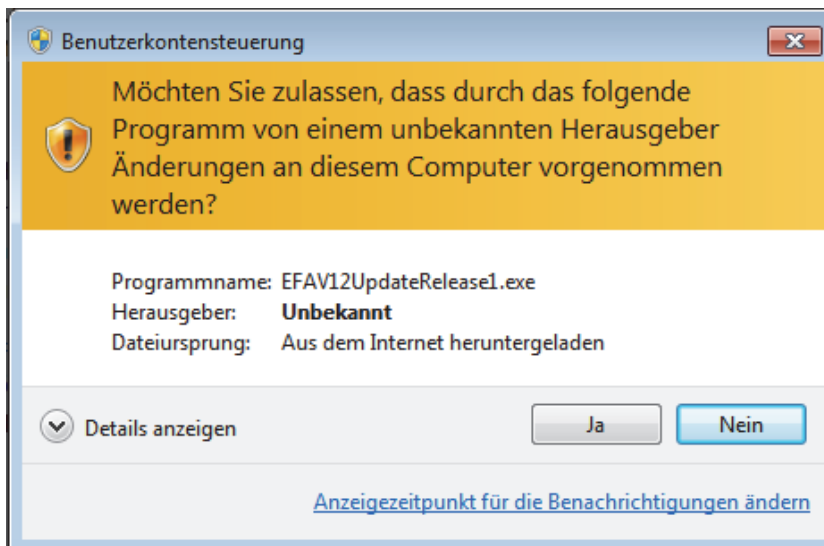 Benutzerkontensteuerung
Möchten Sie zulassen, dass durch das folgende
Programm von einem unbekannten Herausgeber
Änderungen an diesem Computer vorgenommen
werden?
Programmname: EFAV12UpdateRelease1.exe
Herausgeber: Unbekannt
Dateiursprung: Aus dem Internet heruntergeladen
Details anzeigen Ja Nein
Anzeigezeitpunkt für die Benachrichtigungen ändern